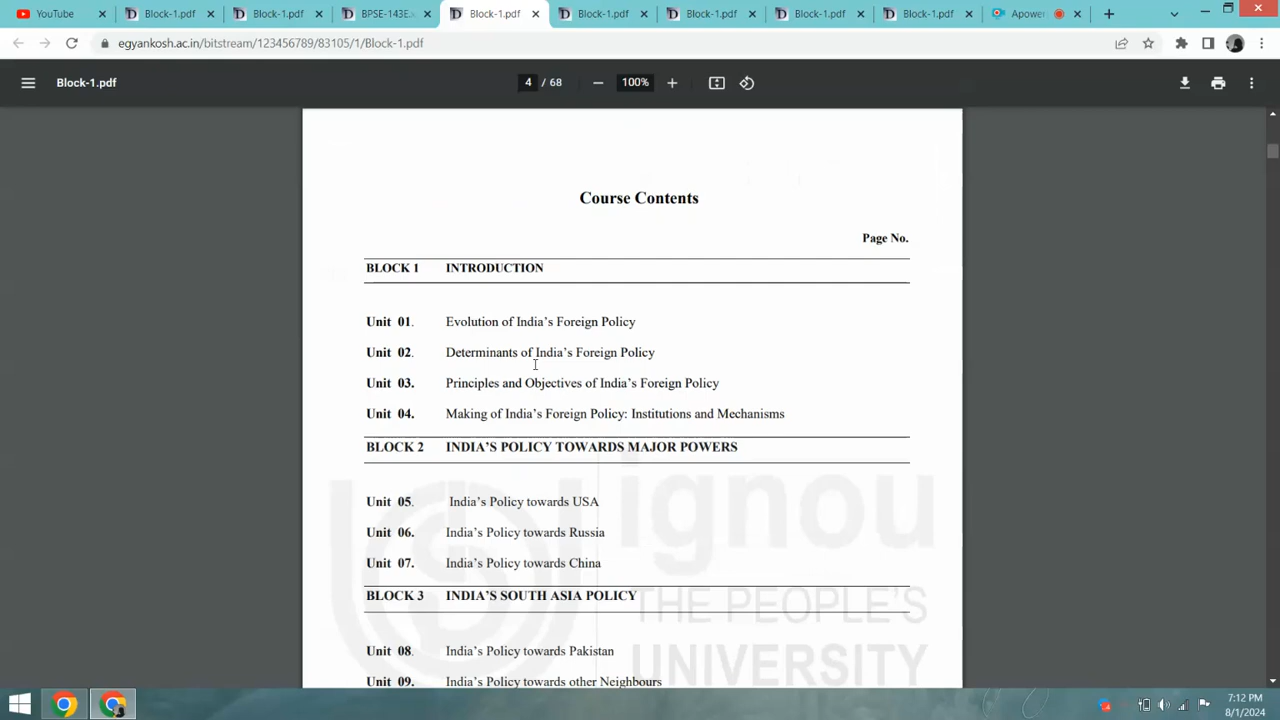 YouTube
Block-1.pdf
Block-1.pdf
BPSE-143E.
Block-1.pdf
Block-1.pdf
Block-1.pdf
Block-1.pdf
Block-1.pdf
Apower
egyankosh.ac.in/bitstream/123456789/83105/1/Block-1.pdf
Block-1.pdf
4 / 68
100%
Course Contents
Page No.
BLOCK 1 INTRODUCTION
Unit 01. Evolution of India’s Foreign Policy
Unit 02. Determinants of India’s Foreign Policy
Unit 03. Principles and Objectives of India’s Foreign Policy
Unit 04. Making of India’s Foreign Policy: Institutions and Mechanisms
BLOCK 2 INDIA’S POLICY TOWARDS MAJOR POWERS
Unit 05. India’s Policy towards USA
Unit 06. India’s Policy towards Russia
Unit 07. India’s Policy towards China
BLOCK 3 INDIA’S SOUTH ASIA POLICY
Unit 08. India’s Policy towards Pakistan
Unit 09. India’s Policy towards other Neighbours
ignou
THE PEOPLE’S
UNIVERSITY
7:12 PM
8/1/2024